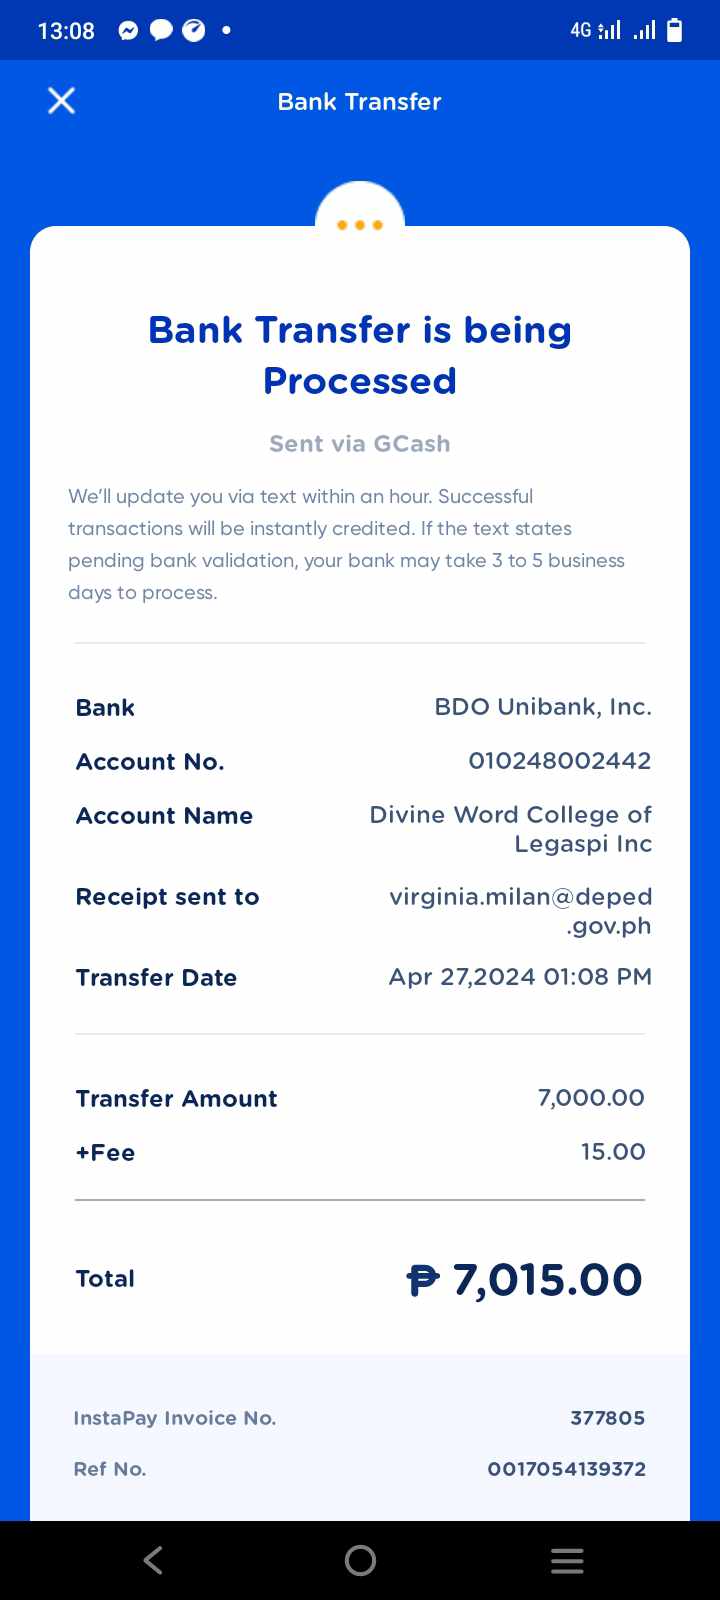 13:08
4G
Bank Transfer
Bank Transfer is being
Processed
Sent via GCash
We'll update you via text within an hour. Successful
transactions will be instantly credited. If the text states
pending bank validation, your bank may take 3 to 5 business
days to process.
Bank BDO Unibank, Inc.
Account No. 010248002442
Account Name Divine Word College of
Legaspi Inc
Receipt sent to virginia.milan@deped
.gov.ph
Transfer Date Apr 27,2024 01:08 PM
Transfer Amount 7,000.00
+Fee 15.00
Total ₱ 7,015.00
InstaPay Invoice No. 377805
Ref No. 0017054139372